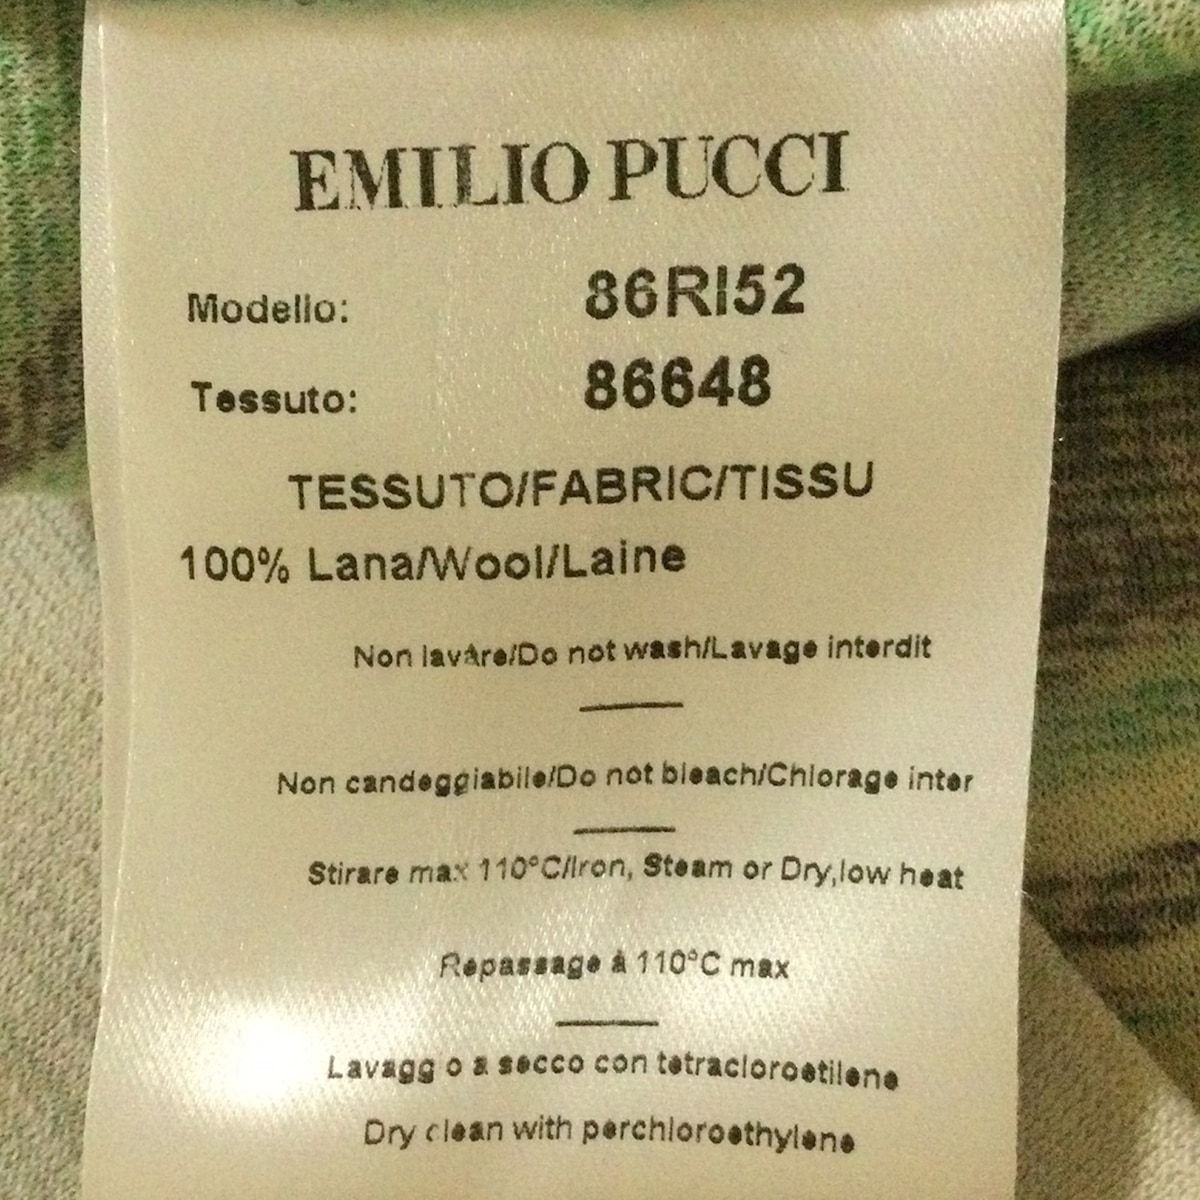 EMILIO PUCCI
Modello: 86RI52
Tessuto: 86648
TESSUTO/FABRIC/TISSU
100% Lana/Wool/Laine
Non lavare/Do not wash/Lavage interdit
Non candeggiabile/Do not bleach/Chlorage inter
Stirare max 110°C/Iron, Steam or Dry,low heat
Repassage à 110°C max
Lavagg o a secco con tetracloroetilene
Dry clean with perchloroethylene